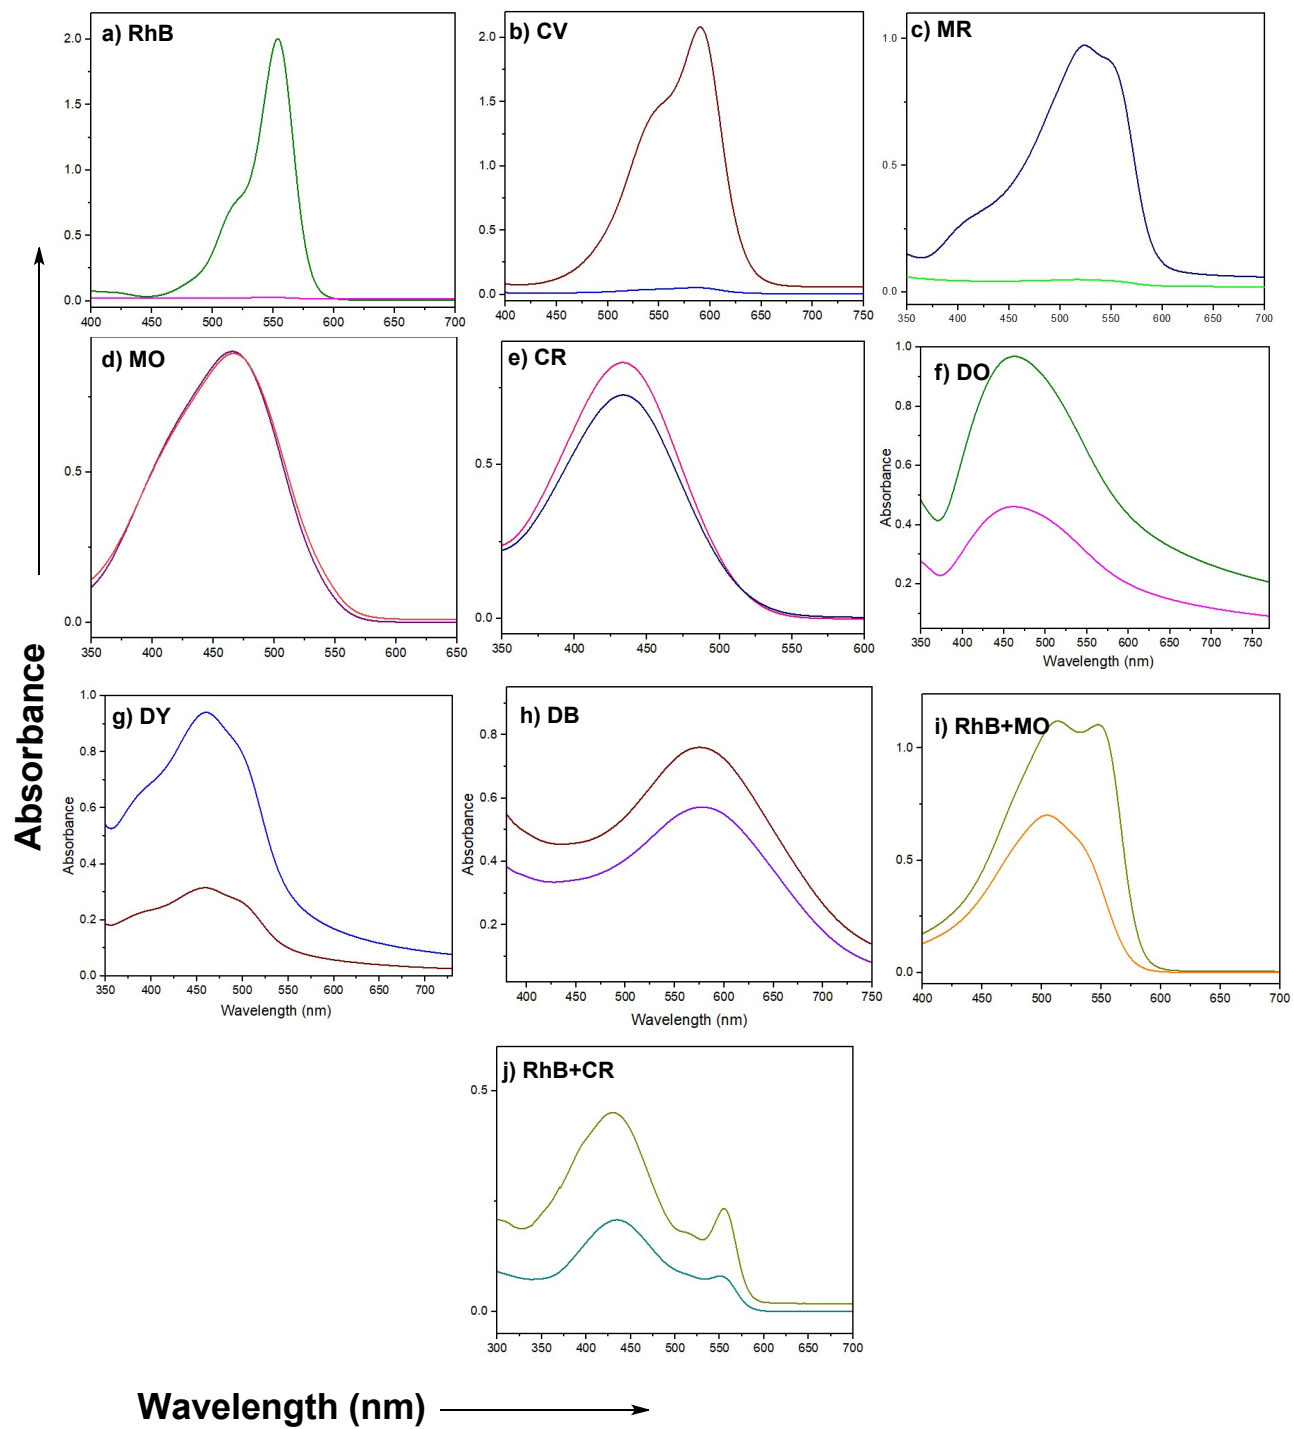 a) RhB
2.0
1.5
1.0
0.5
0.0
400 450 500 550 600 650 700
b) CV
2.0
1.5
1.0
0.5
0.0
400 450 500 550 600 650 700 750
c) MR
1.0
0.5
0.0
350 400 450 500 550 600 650 700
d) MO
0.5
0.0
350 400 450 500 550 600 650
e) CR
0.5
0.0
350 400 450 500 550 600
f) DO
1.0
0.8
0.6
0.4
0.2
Absorbance
350 400 450 500 550 600 650 700 750
Wavelength (nm)
Absorbance
g) DY
1.0
0.8
0.6
0.4
0.2
0.0
Absorbance
350 400 450 500 550 600 650 700
Wavelength (nm)
h) DB
0.8
0.6
0.4
0.2
Absorbance
400 450 500 550 600 650 700 750
Wavelength (nm)
i) RhB+MO
1.0
0.5
0.0
400 450 500 550 600 650 700
j) RhB+CR
0.5
0.0
300 350 400 450 500 550 600 650 700
Wavelength (nm)